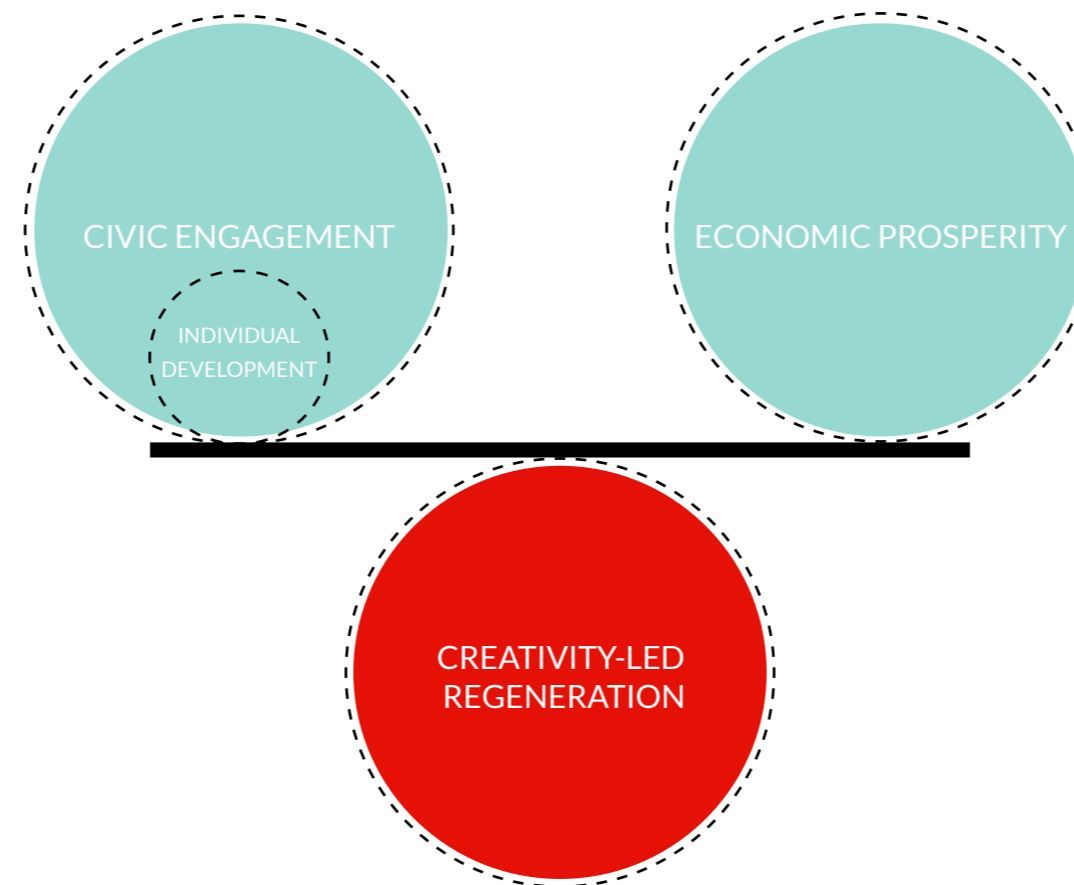 CIVIC ENGAGEMENT
ECONOMIC PROSPERITY
INDIVIDUAL
DEVELOPMENT
CREATIVITY-LED
REGENERATION